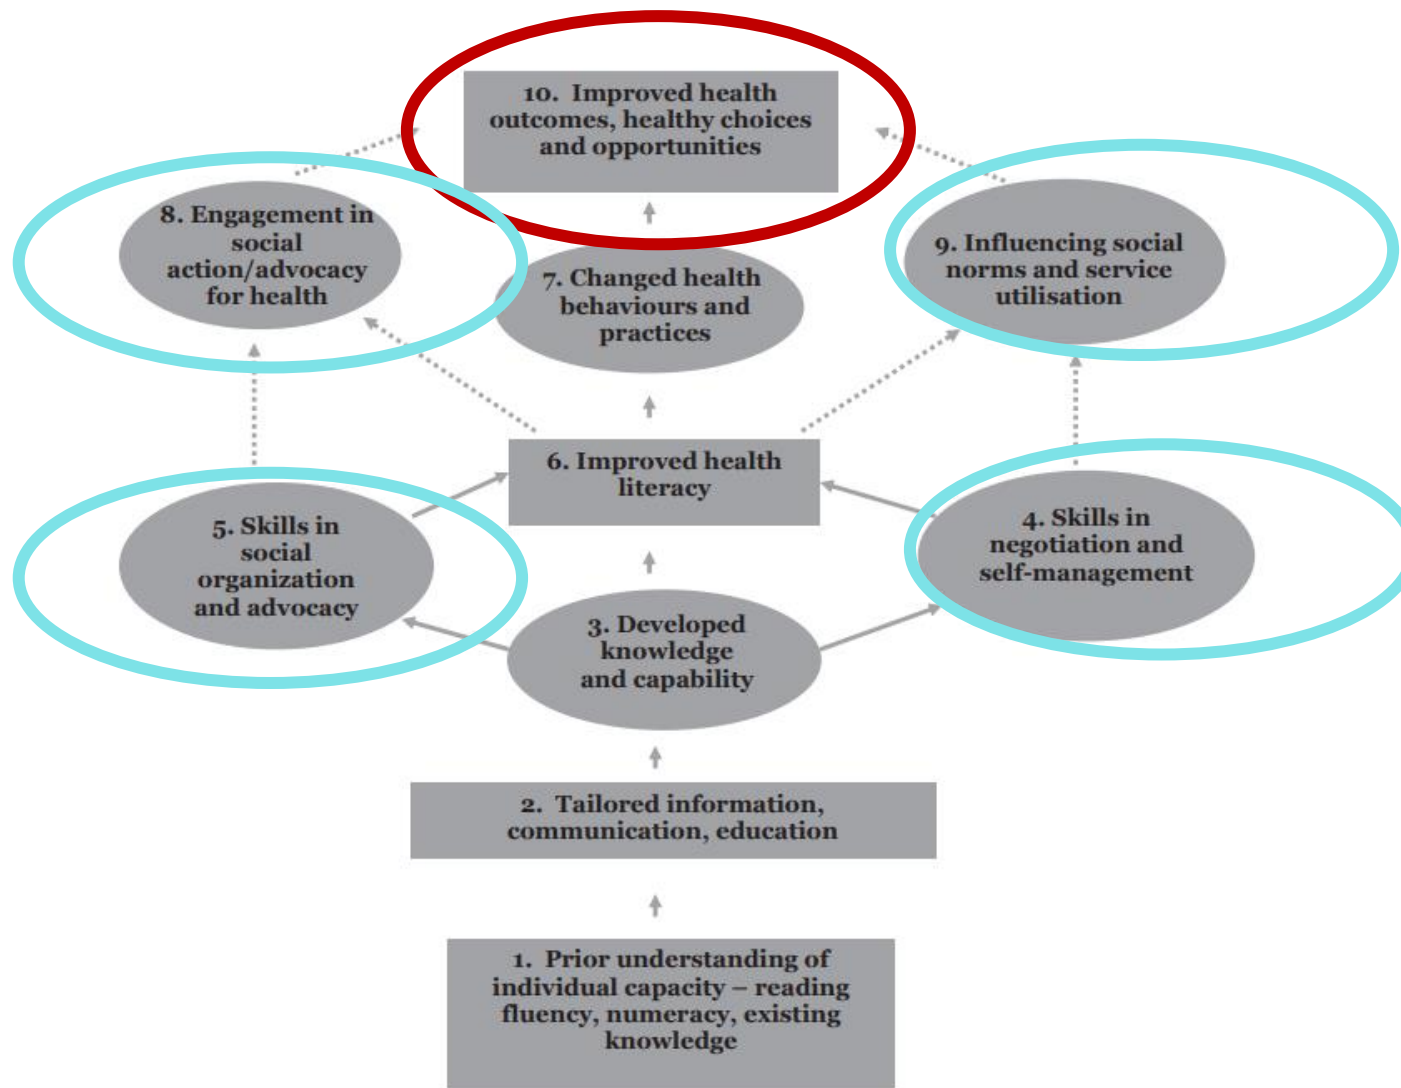 10. Improved health
outcomes, healthy choices
and opportunities
8. Engagement in
social
action/advocacy
for health
7. Changed health
behaviours and
practices
9. Influencing social
norms and service
utilisation
6. Improved health
literacy
5. Skills in
social
organization
and advocacy
4. Skills in
negotiation and
self-management
3. Developed
knowledge
and capability
2. Tailored information,
communication, education
1. Prior understanding of
individual capacity – reading
fluency, numeracy, existing
knowledge